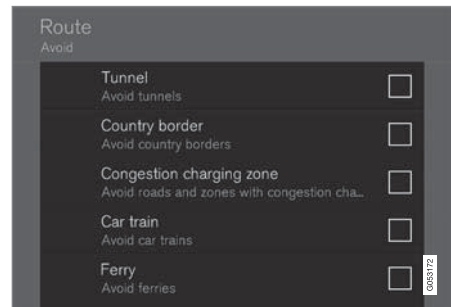 Route
Avoid
Tunnel
Avoid tunnels
Country border
Avoid country borders
Congestion charging zone
Avoid roads and zones with congestion cha...
Car train
Avoid car trains
Ferry
Avoid ferries
G053172